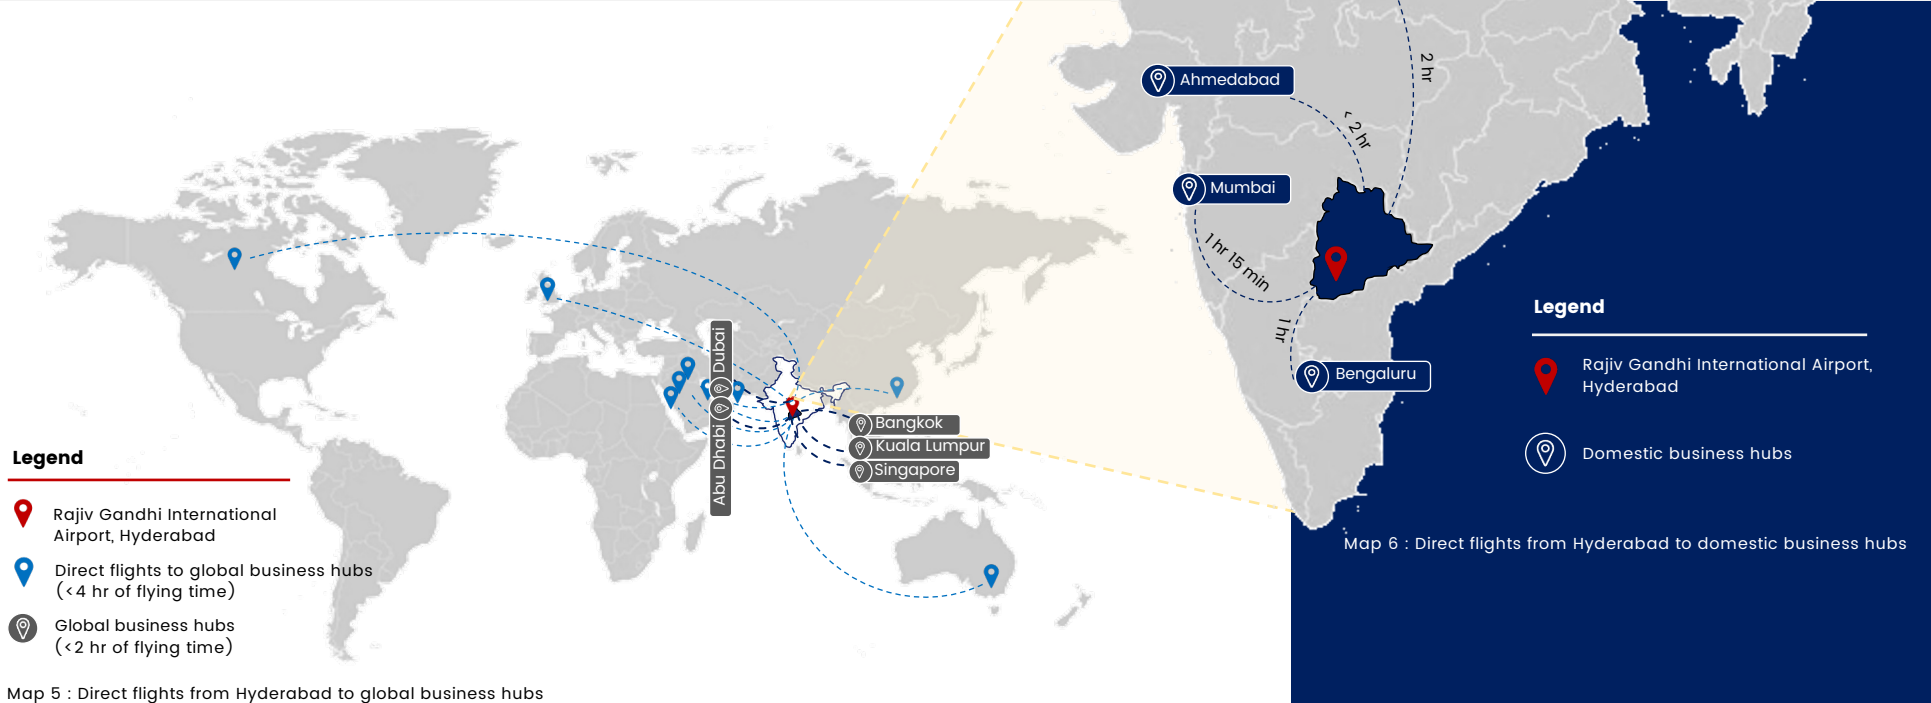 Dubai
Abu Dhabi
Bangkok
Kuala Lumpur
Singapore
Legend
Rajiv Gandhi International
Airport, Hyderabad
Direct flights to global business hubs
(<4 hr of flying time)
Global business hubs
(<2 hr of flying time)
Map 5 : Direct flights from Hyderabad to global business hubs
2 hr
Ahmedabad
< 2 hr
Mumbai
1 hr 15 min
1 hr
Bengaluru
Legend
Rajiv Gandhi International Airport,
Hyderabad
Domestic business hubs
Map 6 : Direct flights from Hyderabad to domestic business hubs